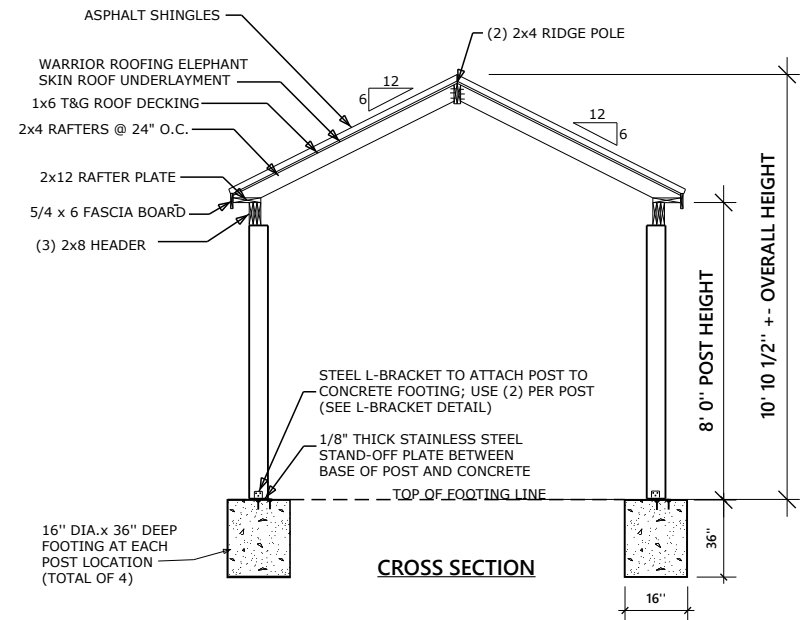 ASPHALT SHINGLES
(2) 2x4 RIDGE POLE
WARRIOR ROOFING ELEPHANT
SKIN ROOF UNDERLAYMENT
1x6 T&G ROOF DECKING
2x4 RAFTERS @ 24" O.C.
12
6
12
6
2x12 RAFTER PLATE
5/4 x 6 FASCIA BOARD
(3) 2x8 HEADER
8' 0" POST HEIGHT
10' 10 1/2" +- OVERALL HEIGHT
STEEL L-BRACKET TO ATTACH POST TO
CONCRETE FOOTING; USE (2) PER POST
(SEE L-BRACKET DETAIL)
1/8" THICK STAINLESS STEEL
STAND-OFF PLATE BETWEEN
BASE OF POST AND CONCRETE
TOP OF FOOTING LINE
16" DIA.x 36" DEEP
FOOTING AT EACH
POST LOCATION
(TOTAL OF 4)
CROSS SECTION
36"
16"